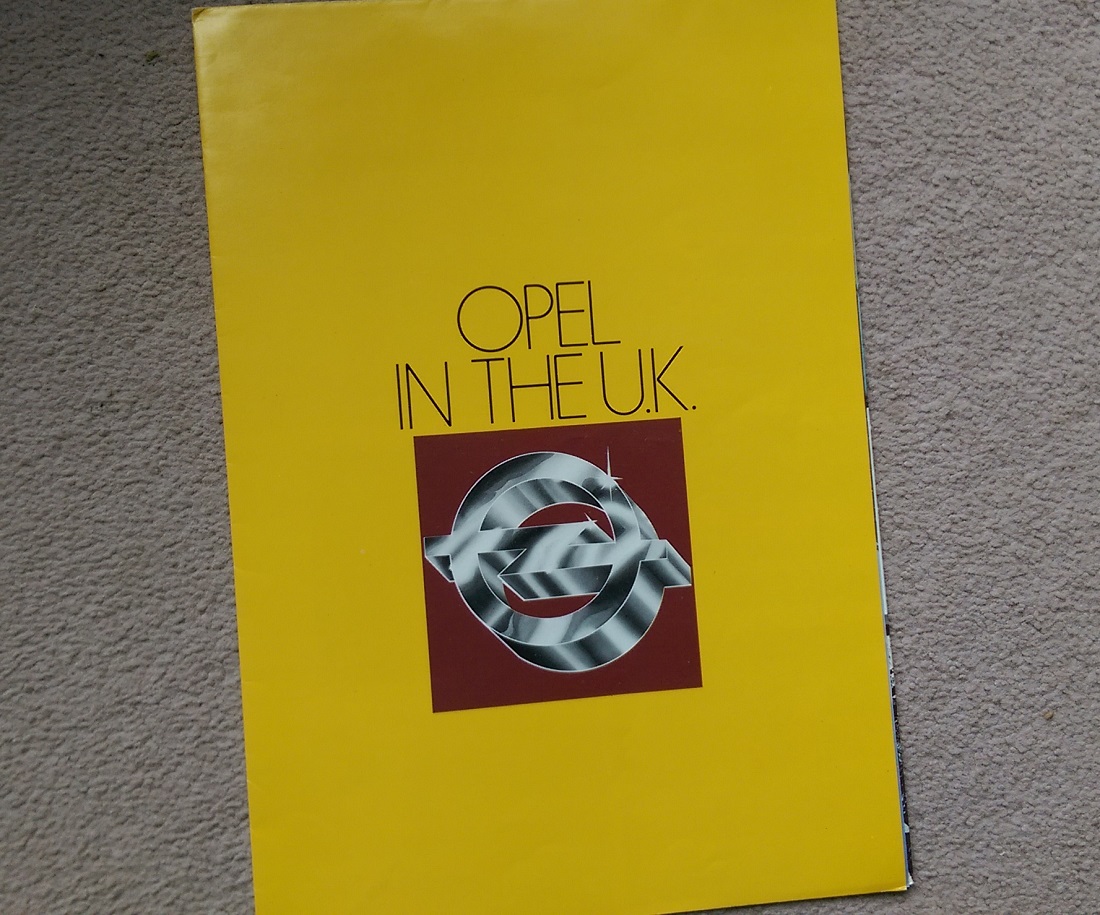 OPEL
IN THE U.K.